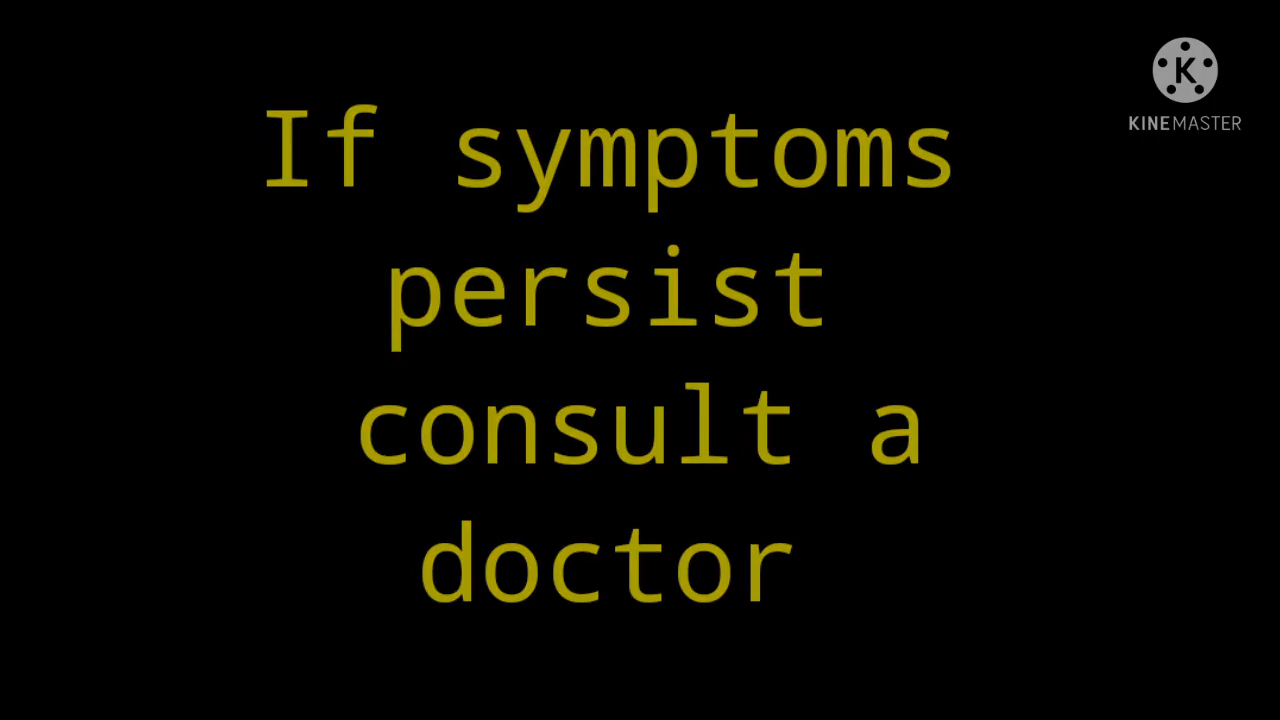 If symptoms
persist
consult a
doctor
K
KINEMASTER